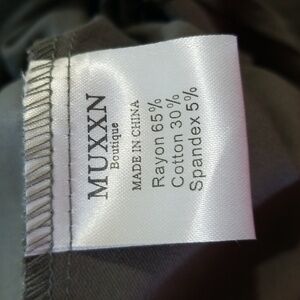 MUXXN
Boutique
MADE IN CHINA
Rayon 65%
Cotton 30%
Spandex 5%